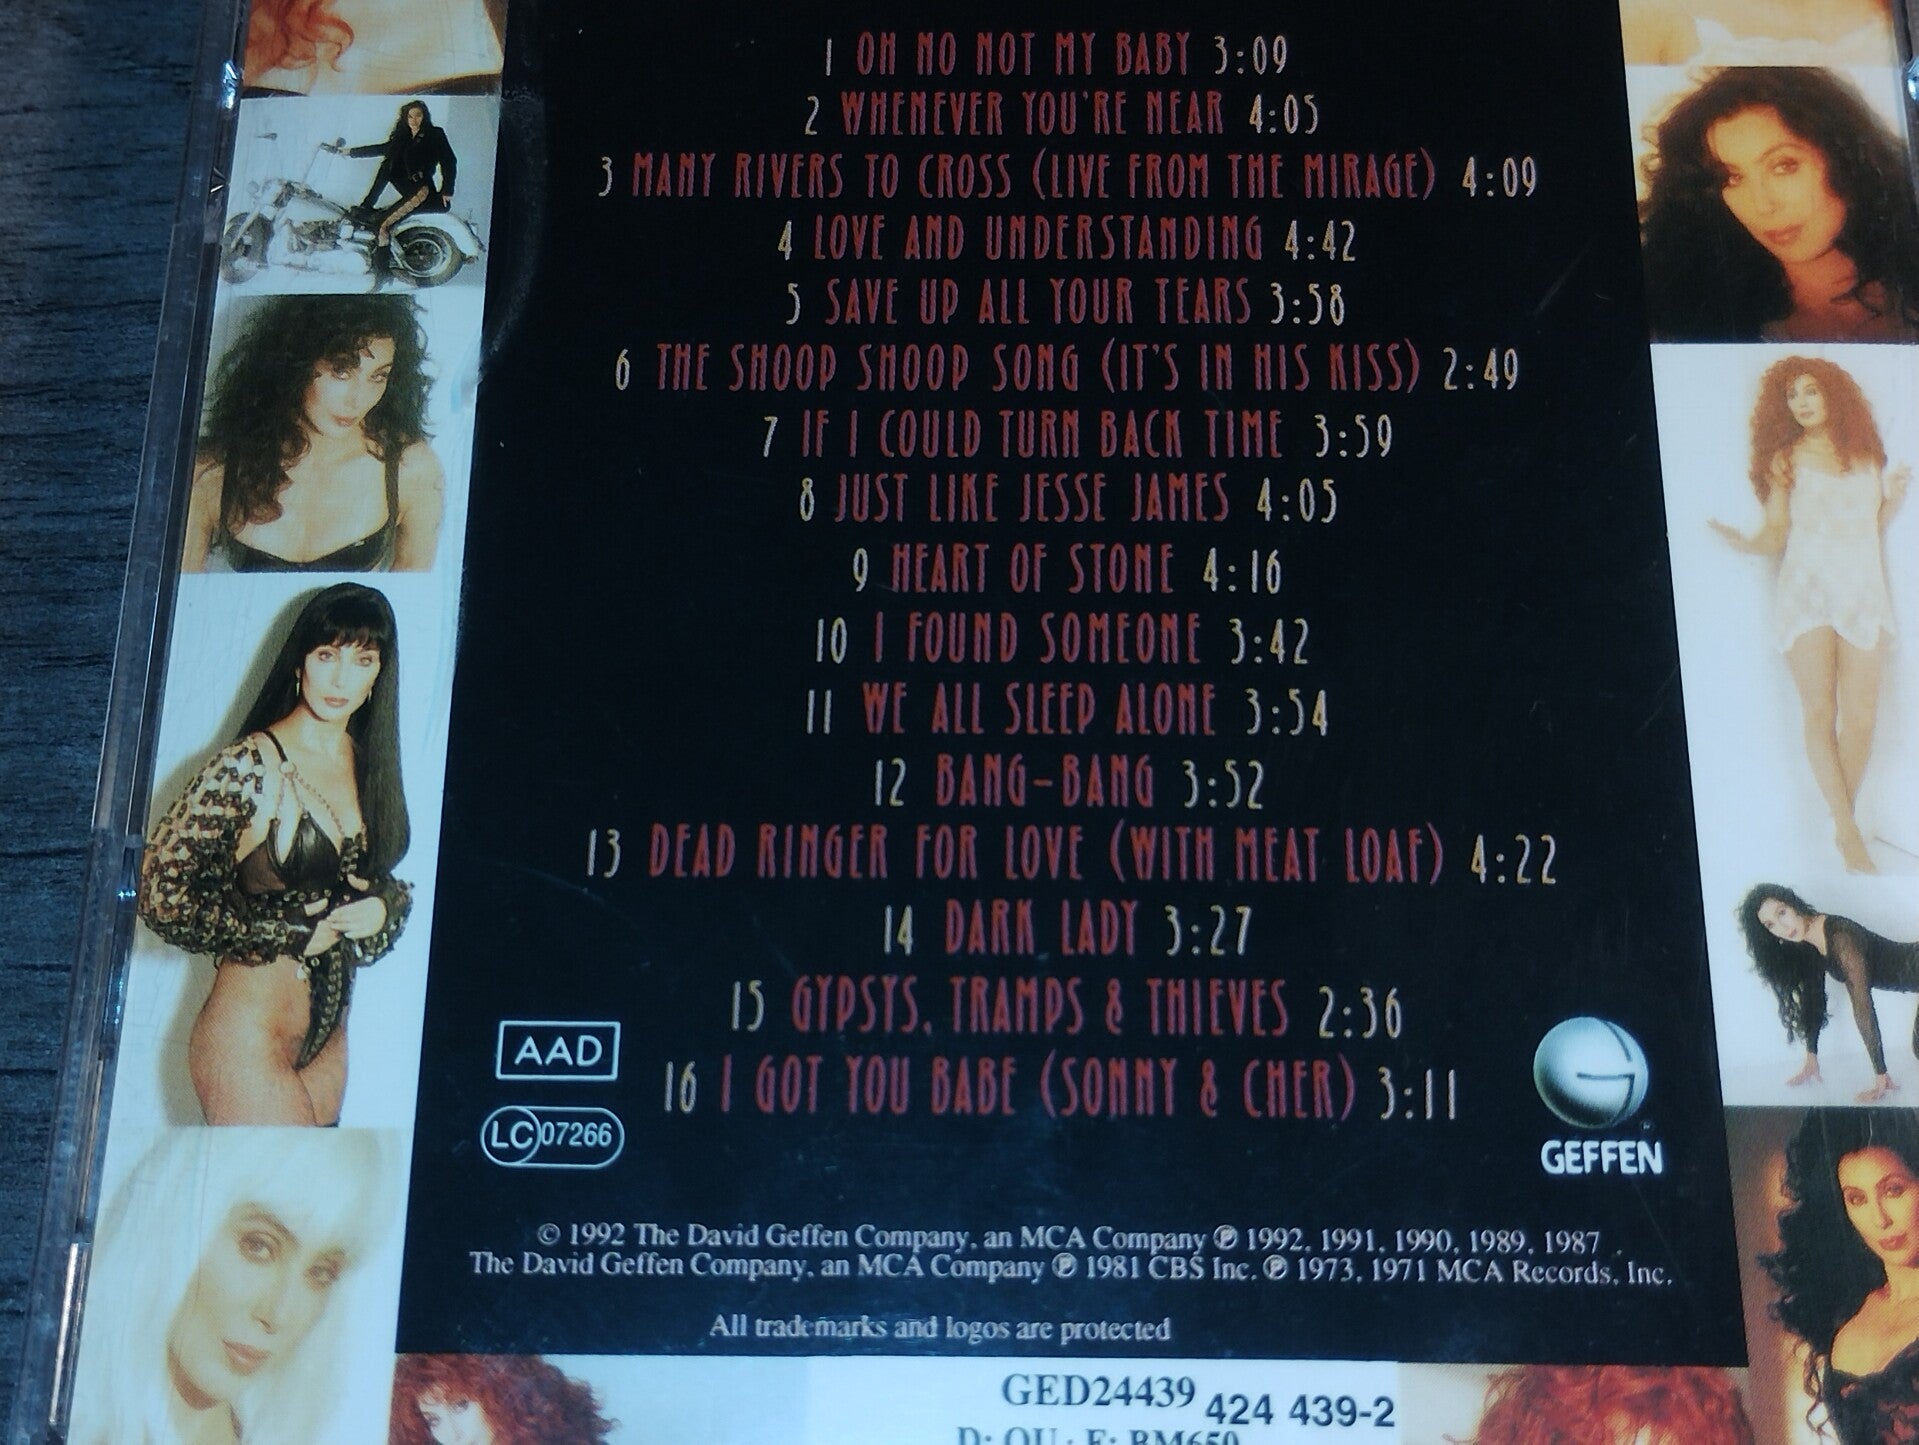 1 OH NO NOT MY BABY 3:09
2 WHENEVER YOU'RE NEAR 4:05
3 MANY RIVERS TO CROSS (LIVE FROM THE MIRAGE) 4:09
4 LOVE AND UNDERSTANDING 4:42
5 SAVE UP ALL YOUR TEARS 3:58
6 THE SHOOP SHOOP SONG (IT'S IN HIS KISS) 2:49
7 IF I COULD TURN BACK TIME 3:59
8 JUST LIKE JESSE JAMES 4:05
9 HEART OF STONE 4:16
10 I FOUND SOMEONE 3:42
11 WE ALL SLEEP ALONE 3:54
12 BANG-BANG 3:52
13 DEAD RINGER FOR LOVE (WITH MEAT LOAF) 4:22
14 DARK LADY 3:27
15 GYPSYS, TRAMPS & THIEVES 2:36
16 I GOT YOU BABE (SONNY & CHER) 3:11
AAD
LC 07266
GEFFEN
© 1992 The David Geffen Company, an MCA Company ℗ 1992, 1991, 1990, 1989, 1987
The David Geffen Company, an MCA Company ℗ 1981 CBS Inc. ℗ 1973, 1971 MCA Records, Inc.
All trademarks and logos are protected
GED24439 424 439-2
D: QU · F: BM650